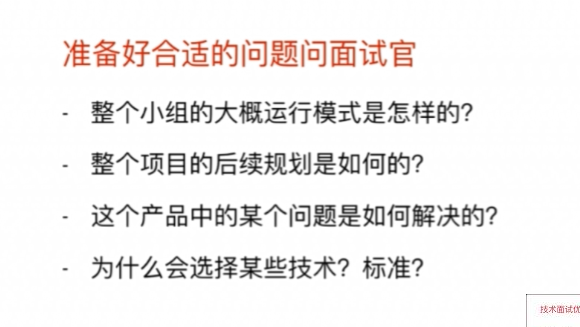 准备好合适的问题问面试官
- 整个小组的大概运行模式是怎样的?
- 整个项目的后续规划是如何的?
- 这个产品中的某个问题是如何解决的?
- 为什么会选择某些技术? 标准?
技术面试优